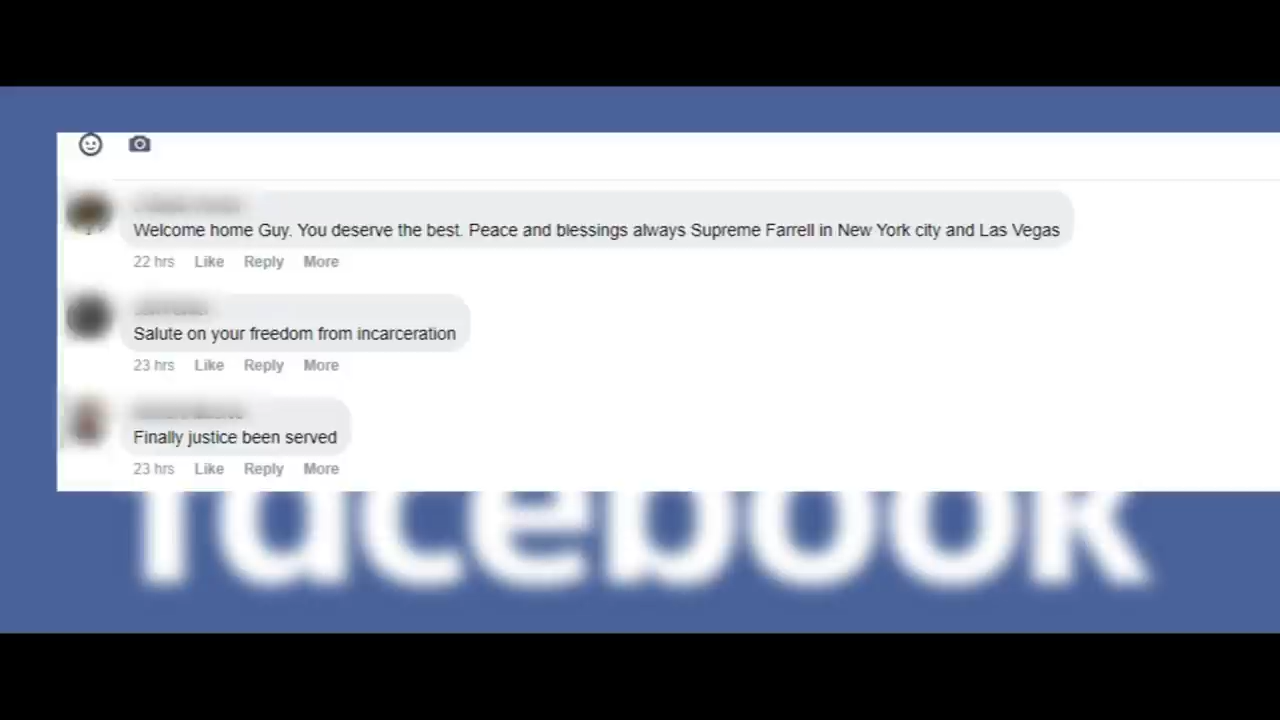 Welcome home Guy. You deserve the best. Peace and blessings always Supreme Farrell in New York city and Las Vegas
22 hrs Like Reply More
Salute on your freedom from incarceration
23 hrs Like Reply More
Finally justice been served
23 hrs Like Reply More
facebook